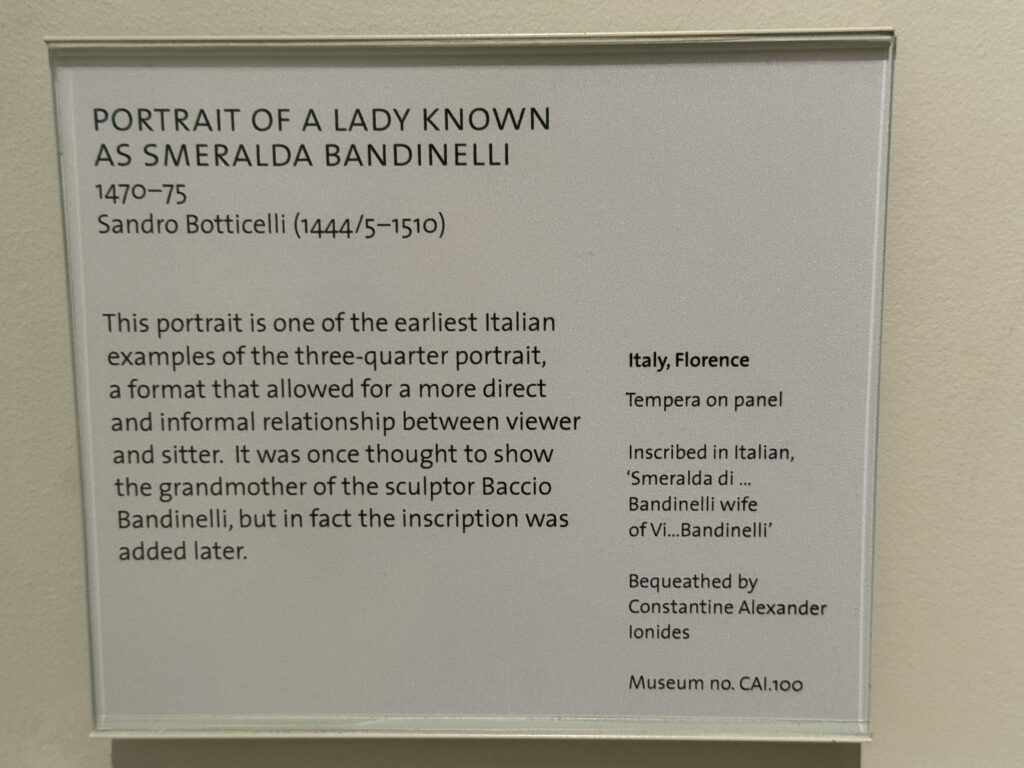 PORTRAIT OF A LADY KNOWN
AS SMERALDA BANDINELLI
1470–75
Sandro Botticelli (1444/5–1510)
This portrait is one of the earliest Italian
examples of the three-quarter portrait,
a format that allowed for a more direct
and informal relationship between viewer
and sitter. It was once thought to show
the grandmother of the sculptor Baccio
Bandinelli, but in fact the inscription was
added later.
Italy, Florence
Tempera on panel
Inscribed in Italian,
‘Smeralda di ...
Bandinelli wife
of Vi...Bandinelli’
Bequeathed by
Constantine Alexander
Ionides
Museum no. CAI.100